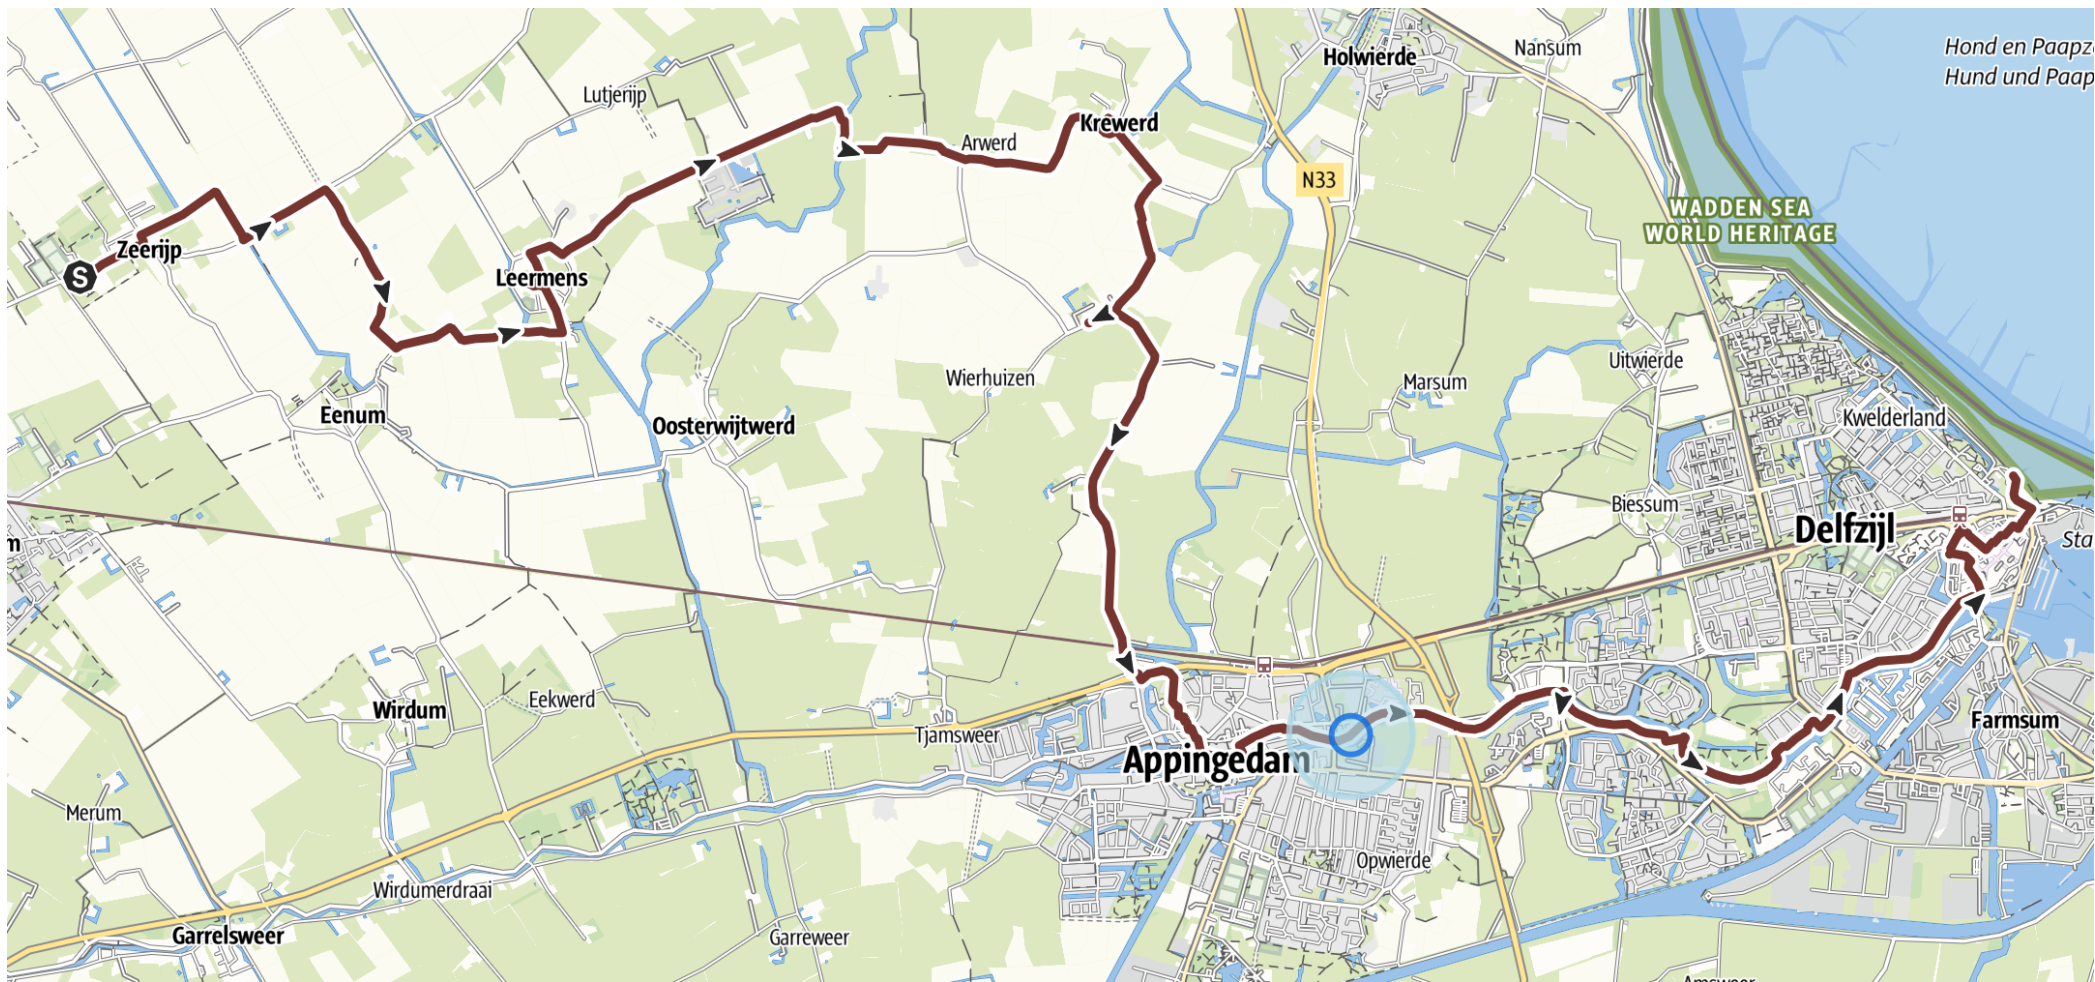 Hond en Paapz
Hund und Paap
Nansum
Holwierde
Lutjerijp
Krewerd
Arwerd
N33
WADDEN SEA
WORLD HERITAGE
Zeerijp
S
Leermens
Uitwierde
Wierhuizen
Marsum
Eenum
Oosterwijtwerd
Kwelderland
Biessum
Delfzijl
Sta
m
Eekwerd
Wirdum
Farmsum
Tjamsweer
Appingedam
Merum
Opwierde
Wirdumerdraai
Garrelsweer
Garreweer